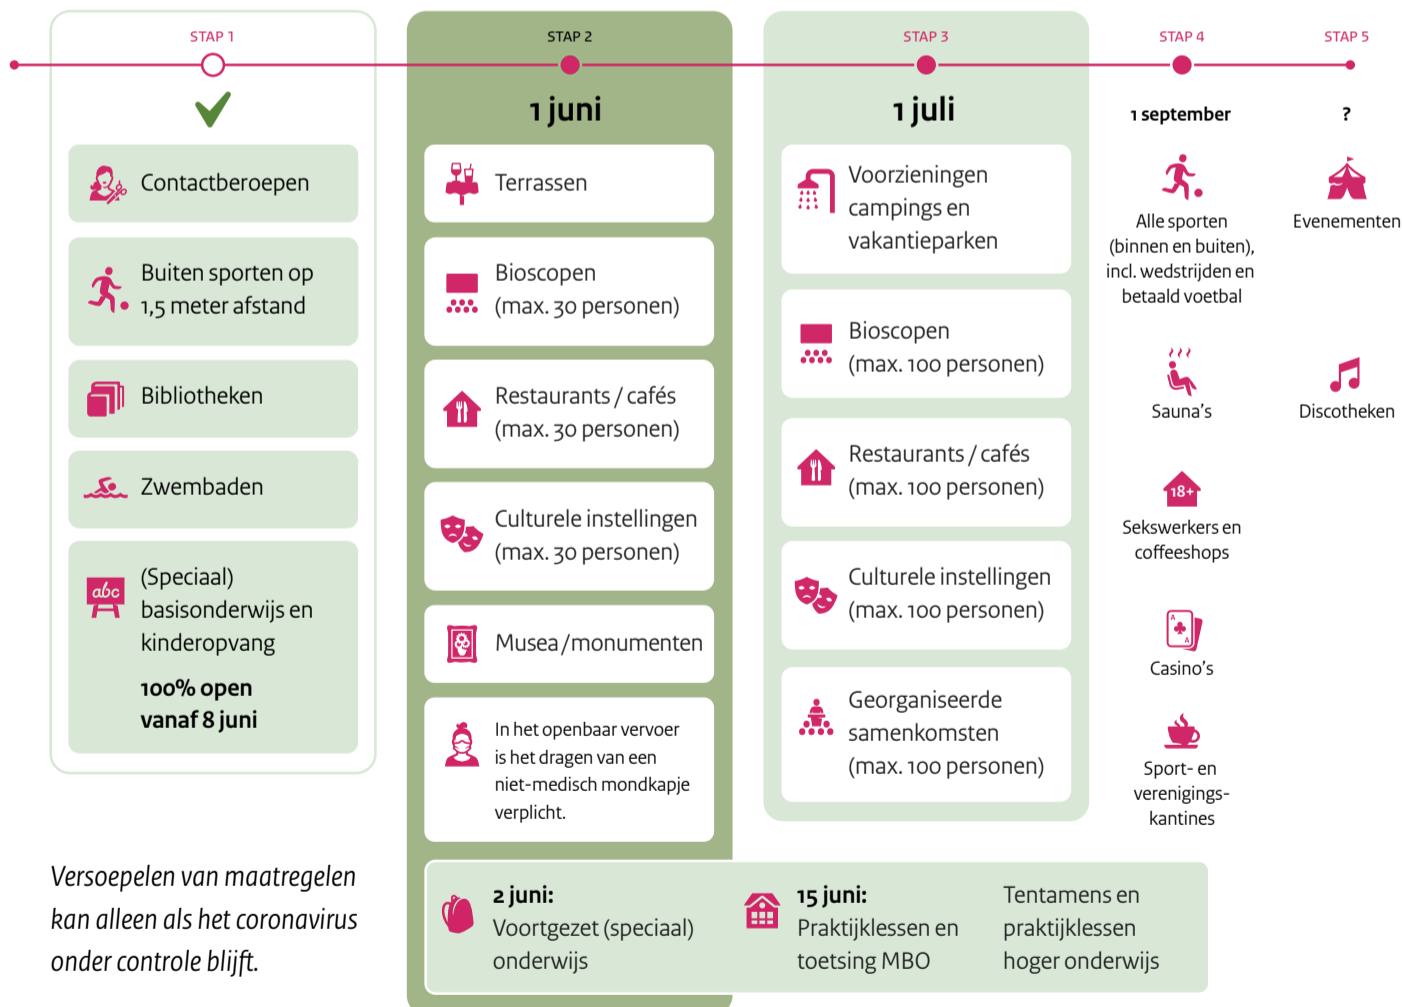 STAP 1
Contactberoepen
Buiten sporten op
1,5 meter afstand
Bibliotheken
Zwembaden
abc
(Speciaal)
basisonderwijs en
kinderopvang
100% open
vanaf 8 juni
STAP 2
1 juni
Terrassen
Bioscopen
(max. 30 personen)
Restaurants / cafés
(max. 30 personen)
Culturele instellingen
(max. 30 personen)
Musea/monumenten
In het openbaar vervoer
is het dragen van een
niet-medisch mondkapje
verplicht.
STAP 3
1 juli
Voorzieningen
campings en
vakantieparken
Bioscopen
(max. 100 personen)
Restaurants / cafés
(max. 100 personen)
Culturele instellingen
(max. 100 personen)
Georganiseerde
samenkomsten
(max. 100 personen)
STAP 4
1 september
Alle sporten
(binnen en buiten),
incl. wedstrijden en
betaald voetbal
Sauna's
18+
Sekswerkers en
coffeeshops
A
A
Casino's
Sport- en
verenigings-
kantines
STAP 5
?
Evenementen
Discotheken
Versoepelen van maatregelen
kan alleen als het coronavirus
onder controle blijft.
2 juni:
Voortgezet (speciaal)
onderwijs
15 juni:
Praktijklessen en
toetsing MBO
Tentamens en
praktijklessen
hoger onderwijs